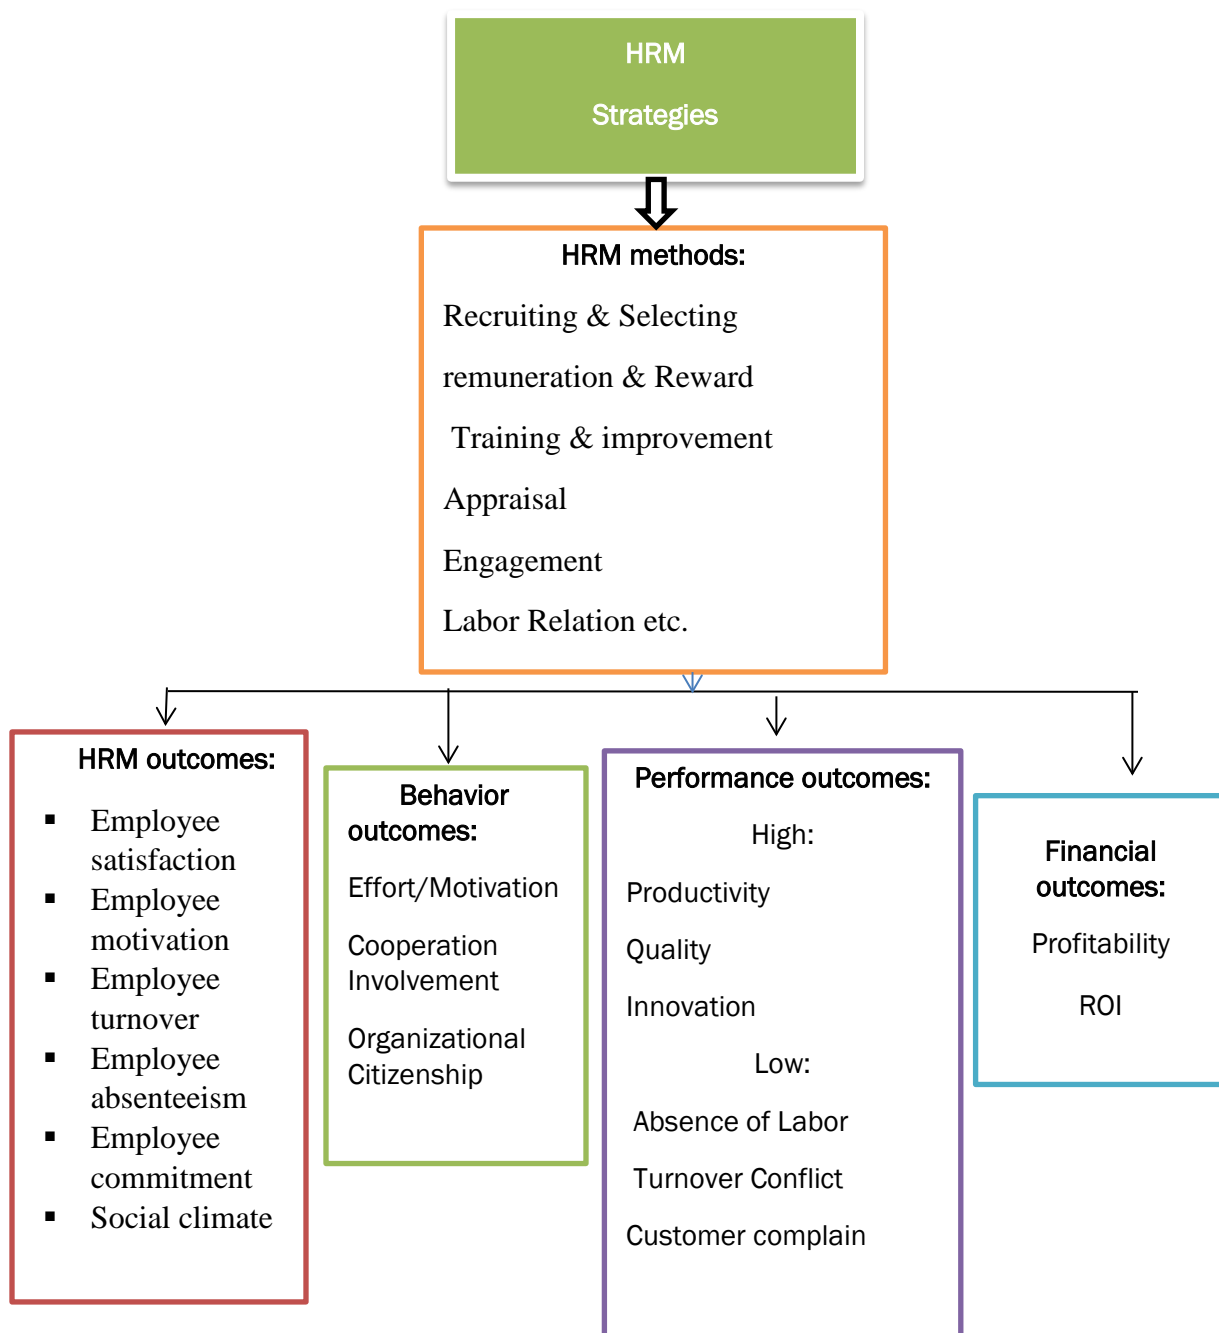 HRM
Strategies
HRM methods:
Recruiting & Selecting
remuneration & Reward
Training & improvement
Appraisal
Engagement
Labor Relation etc.
HRM outcomes:
▪ Employee
satisfaction
▪ Employee
motivation
▪ Employee
turnover
▪ Employee
absenteeism
▪ Employee
commitment
▪ Social climate
Behavior
outcomes:
Effort/Motivation
Cooperation
Involvement
Organizational
Citizenship
Performance outcomes:
High:
Productivity
Quality
Innovation
Low:
Absence of Labor
Turnover Conflict
Customer complain
Financial
outcomes:
Profitability
ROI